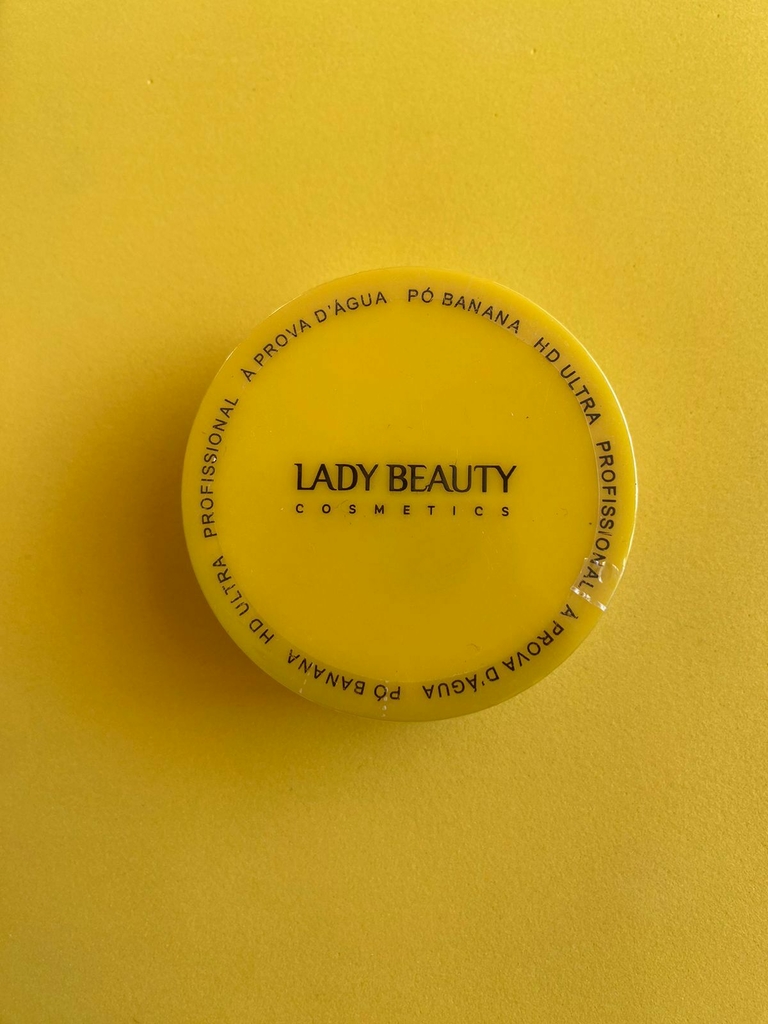 À PROVA D'ÁGUA PÓ BANANA HD ULTRA PROFISSIONAL À PROVA D'ÁGUA PÓ BANANA HD ULTRA PROFISSIONAL
LADY BEAUTY
COSMETICS